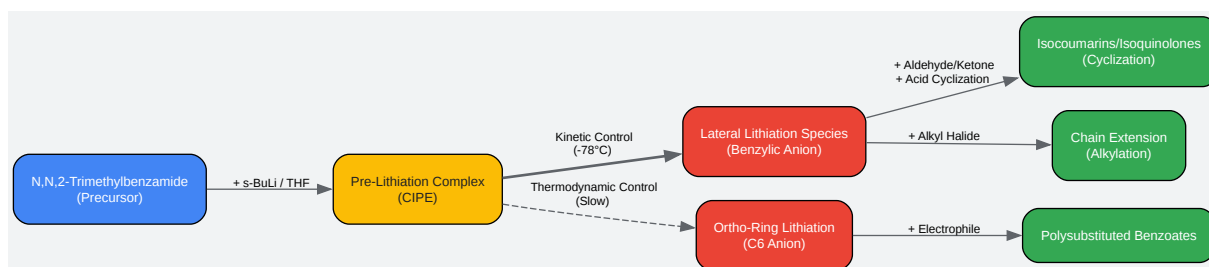 N,N,2-Trimethylbenzamide
(Precursor)
+ s-BuLi / THF
Pre-Lithiation Complex
(CIPE)
Kinetic Control
(-78°C)
Thermodynamic Control
(Slow)
Lateral Lithiation Species
(Benzylic Anion)
Ortho-Ring Lithiation
(C6 Anion)
+ Aldehyde/Ketone
+ Acid Cyclization
+ Alkyl Halide
+ Electrophile
Isocoumarins/Isoquinolones
(Cyclization)
Chain Extension
(Alkylation)
Polysubstituted Benzoates